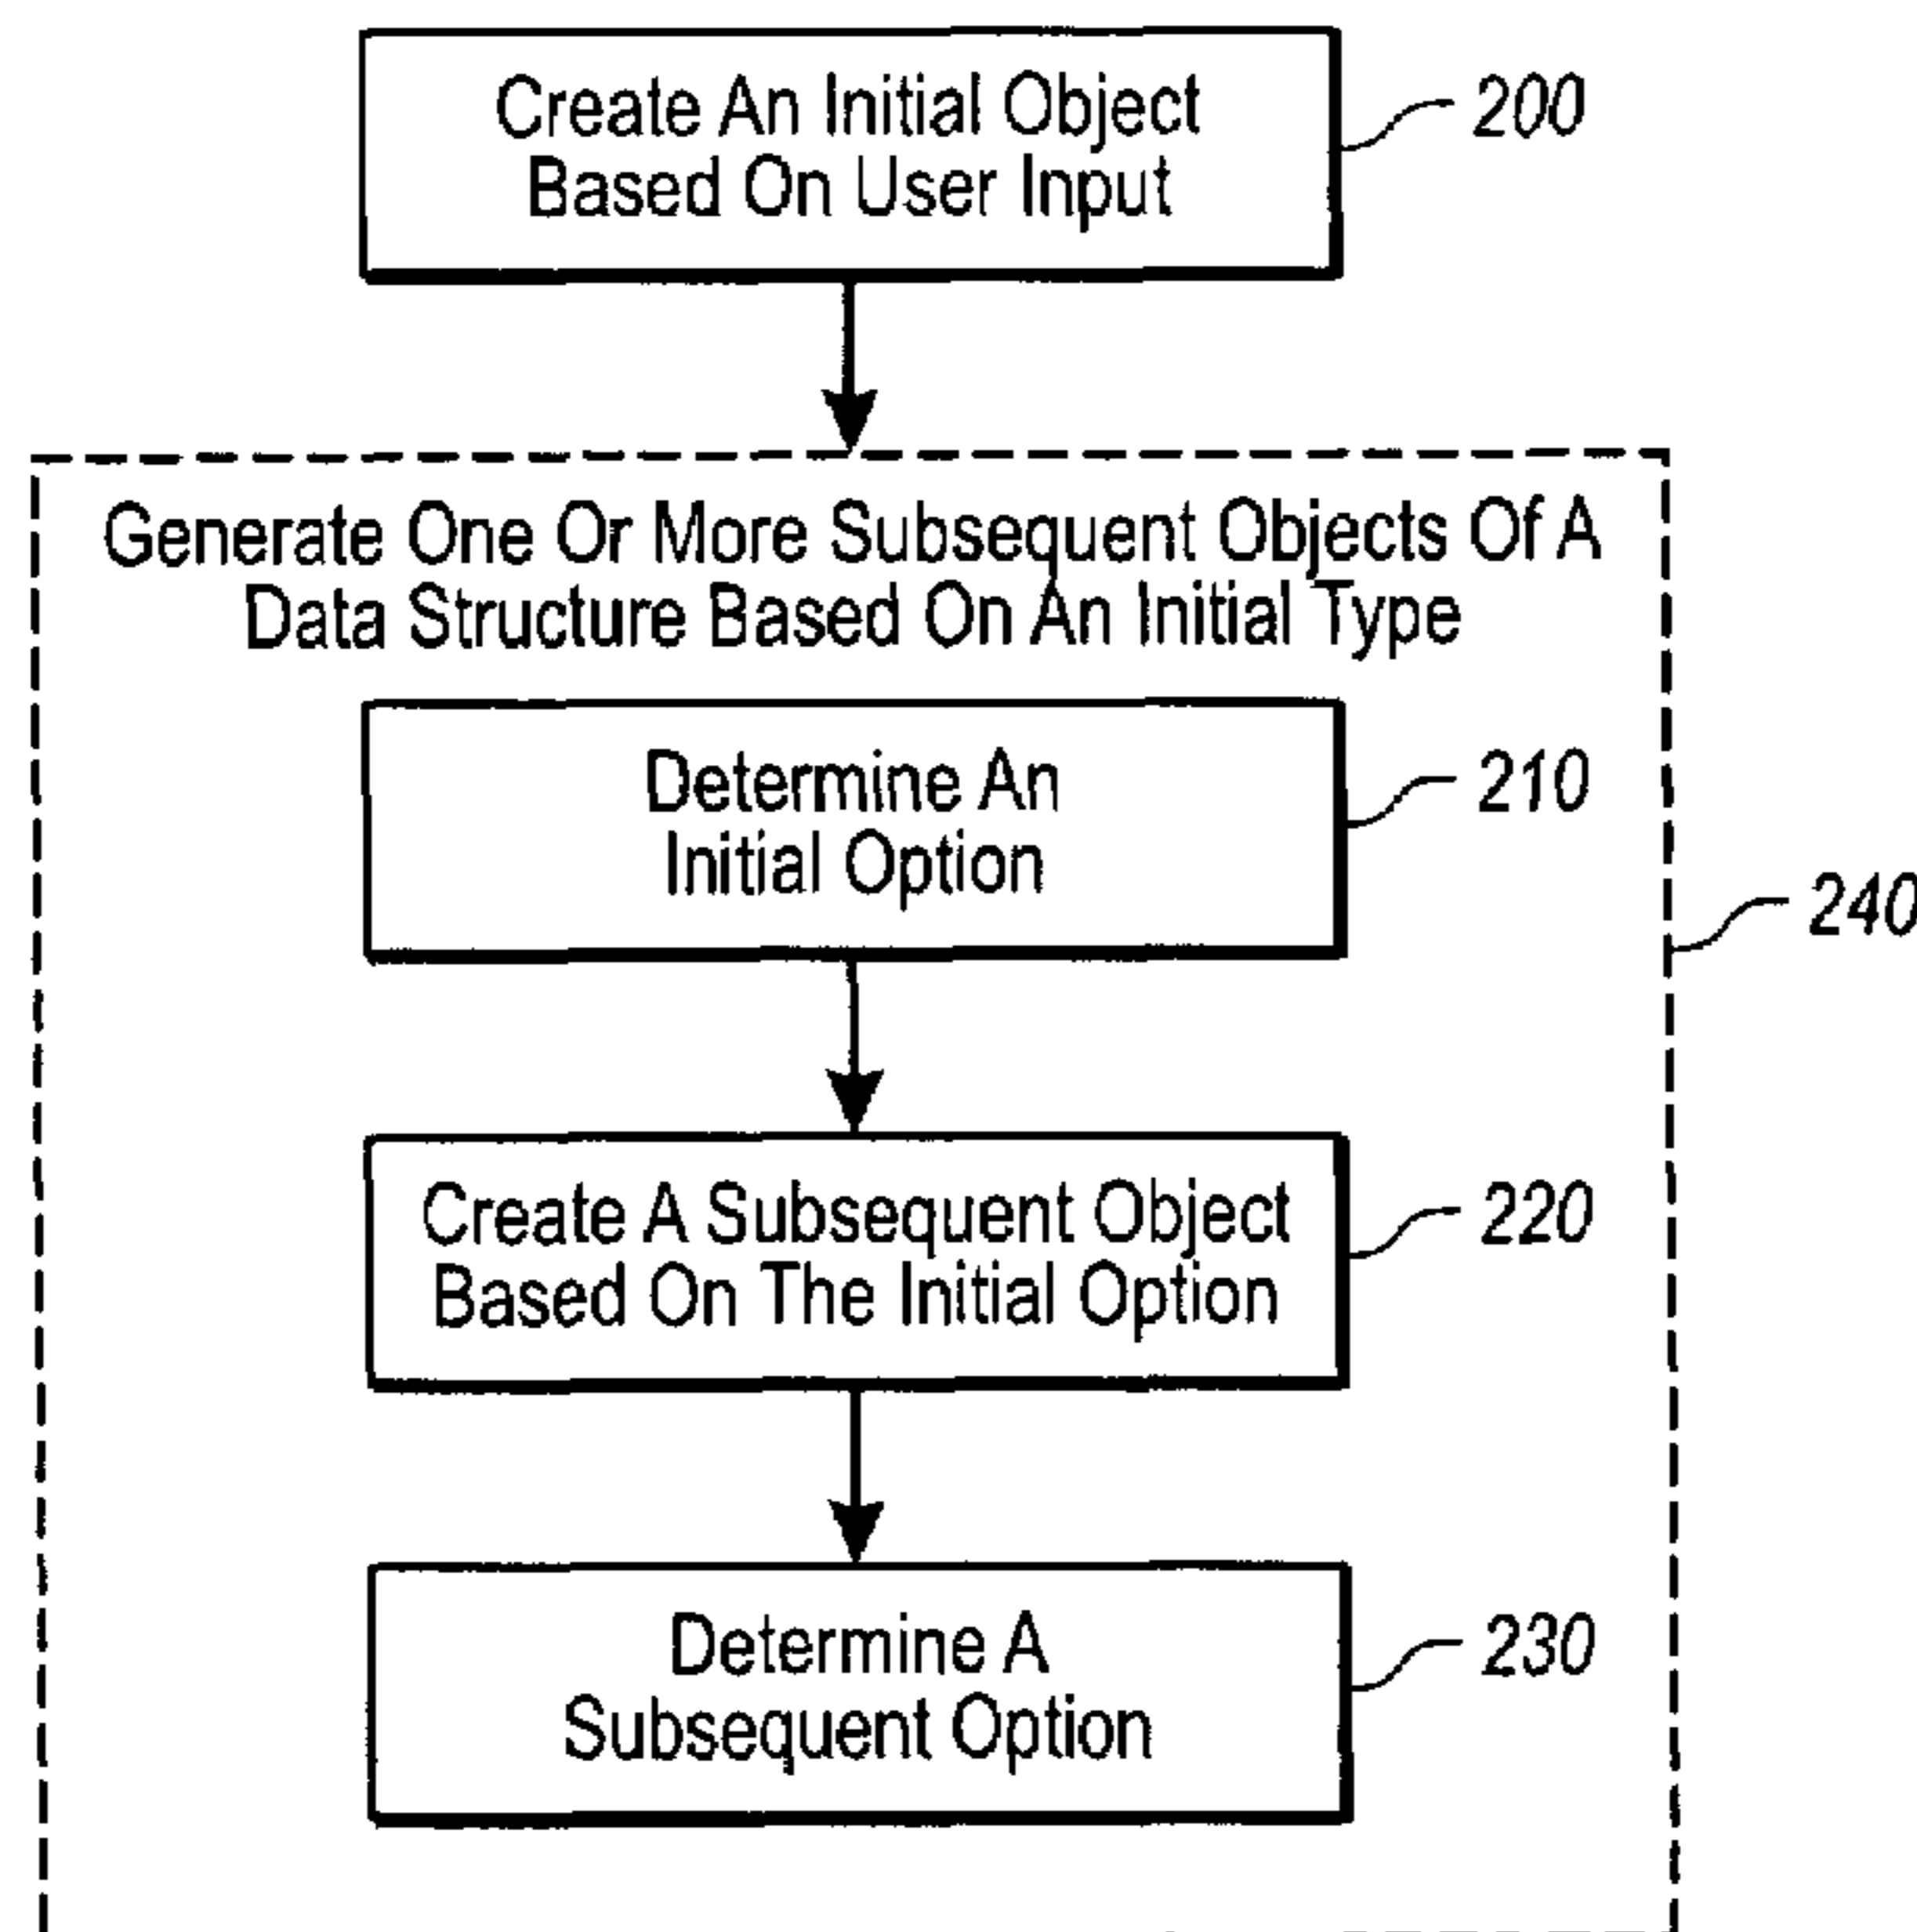 Create An Initial Object
Based On User Input
200
Generate One Or More Subsequent Objects Of A
Data Structure Based On An Initial Type
Determine An
Initial Option
210
240
Create A Subsequent Object
Based On The Initial Option
220
Determine A
Subsequent Option
230